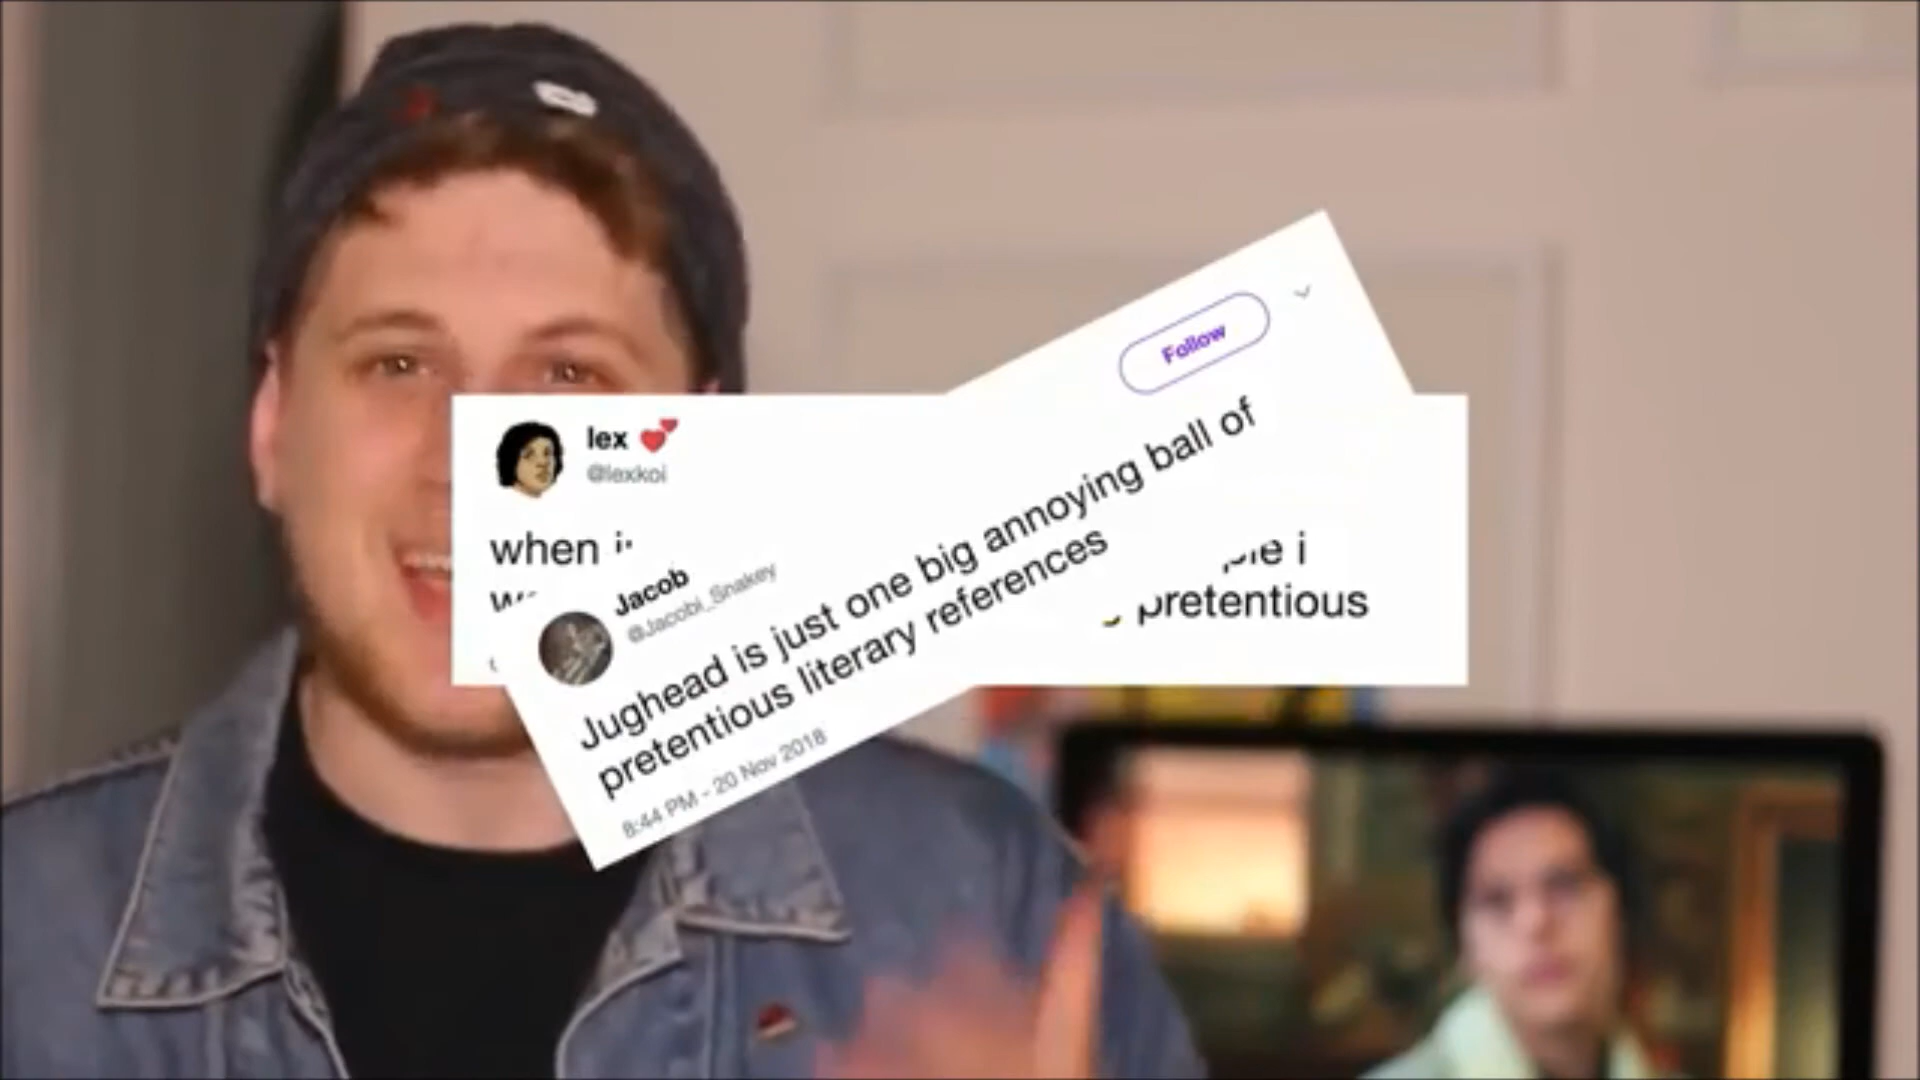 lex 💕
@lexkoi
when
pretentious
Follow
Jacob
@Jacobi_Snakey
Jughead is just one big annoying ball of
pretentious literary references
8:44 PM - 20 Nov 2018